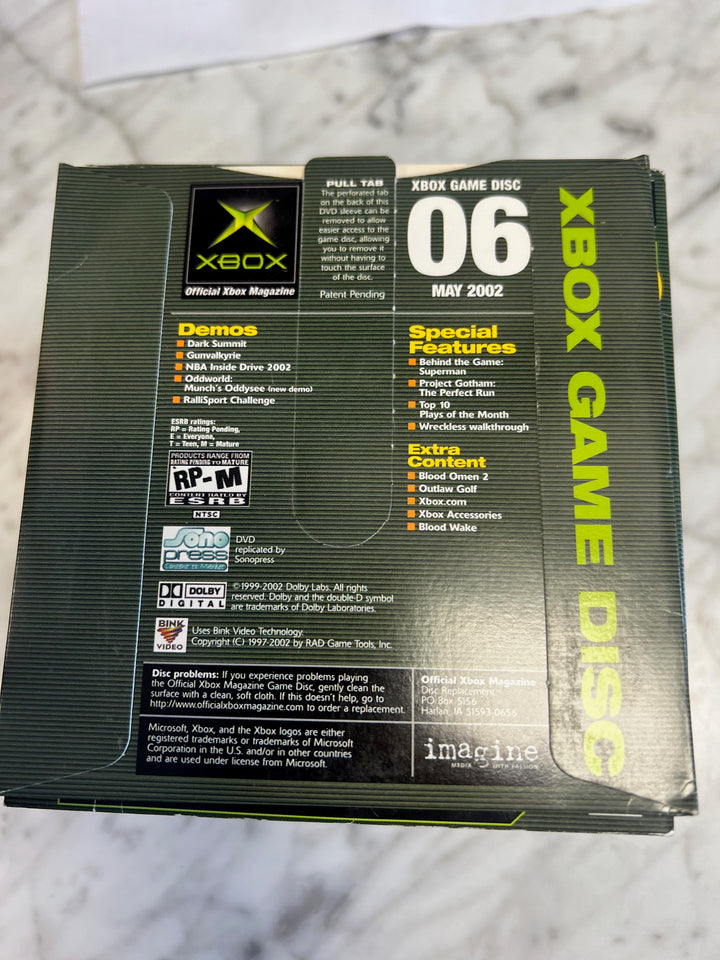 XBOX
Official Xbox Magazine
PULL TAB
The perforated tab
on the back of this
DVD sleeve can be
removed to allow
easier access to the
game disc, allowing
you to remove it
without having to
touch the surface
of the disc.
Patent Pending
XBOX GAME DISC
06
MAY 2002
XBOX GAME DISC
Demos
Dark Summit
Gunvalkyrie
NBA Inside Drive 2002
Oddworld:
Munch's Oddysee (new demo)
RalliSport Challenge
ESRB ratings:
RP = Rating Pending,
E = Everyone,
T = Teen, M = Mature
PRODUCTS RANGE FROM
RATING PENDING TO MATURE
RP-M
CONTENT RATED BY
ESRB
NTSC
Special
Features
Behind the Game:
Superman
Project Gotham:
The Perfect Run
Top 10
Plays of the Month
Wreckless walkthrough
Extra
Content
Blood Omen 2
Outlaw Golf
Xbox.com
Xbox Accessories
Blood Wake
Sono
press
DVD
replicated by
Sonopress
DOLBY
DIGITAL
©1999-2002 Dolby Labs. All rights
reserved. Dolby and the double-D symbol
are trademarks of Dolby Laboratories.
BINK
VIDEO
Uses Bink Video Technology.
Copyright (C) 1997-2002 by RAD Game Tools, Inc.
Disc problems: If you experience problems playing
the Official Xbox Magazine Game Disc, gently clean the
surface with a clean, soft cloth. If this doesn't help, go to
http://www.officialxboxmagazine.com to order a replacement.
Official Xbox Magazine
Disc Replacement
PO Box 5156
Harlan, IA 51593-0656
Microsoft, Xbox, and the Xbox logos are either
registered trademarks or trademarks of Microsoft
Corporation in the U.S. and/or in other countries
and are used under license from Microsoft.
imagine
MEDIA WITH PASSION